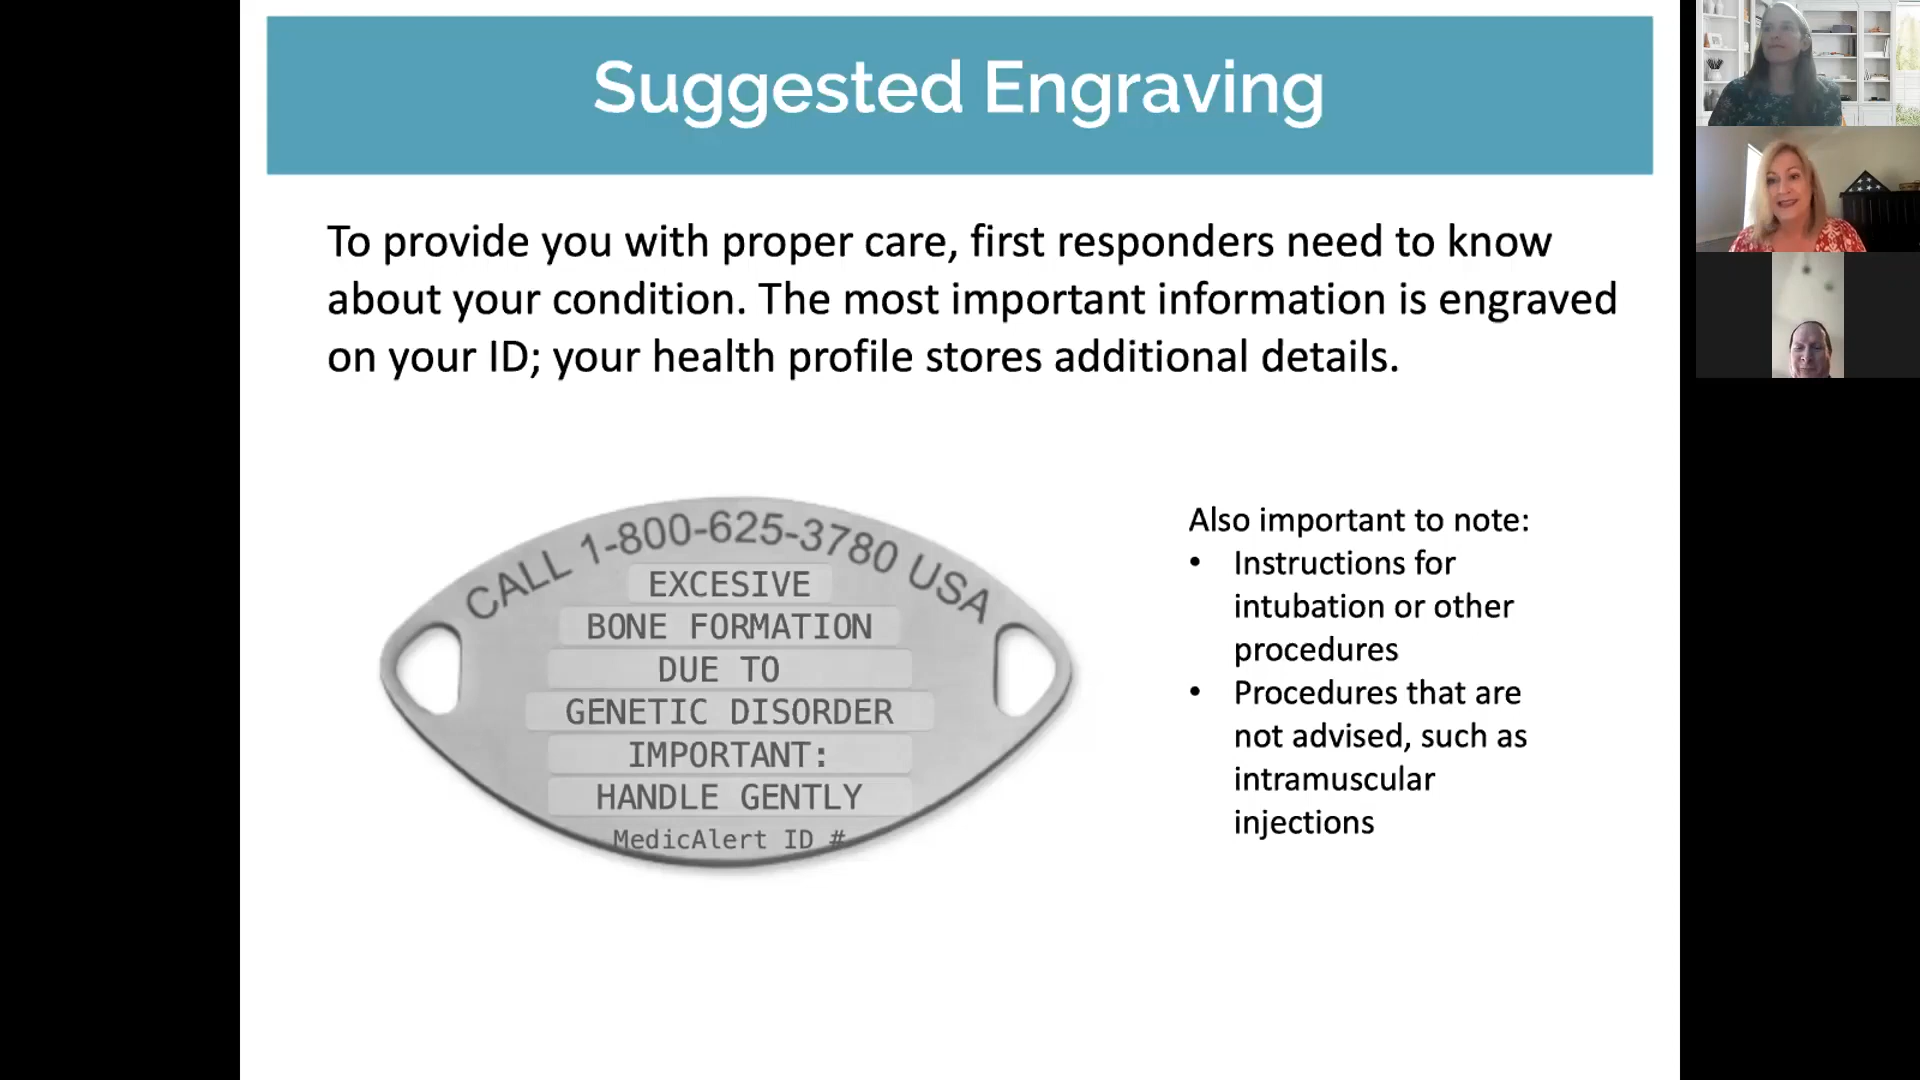 Suggested Engraving
To provide you with proper care, first responders need to know
about your condition. The most important information is engraved
on your ID; your health profile stores additional details.
CALL 1-800-625-3780 USA
EXCESIVE
BONE FORMATION
DUE TO
GENETIC DISORDER
IMPORTANT:
HANDLE GENTLY
MedicAlert ID #
Also important to note:
• Instructions for
intubation or other
procedures
• Procedures that are
not advised, such as
intramuscular
injections